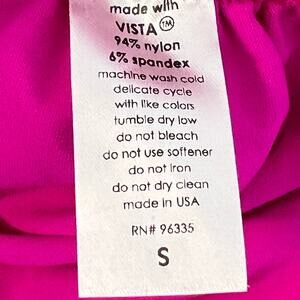 made with
VISTA™
94% nylon
6% spandex
machine wash cold
delicate cycle
with like colors
tumble dry low
do not bleach
do not use softener
do not iron
do not dry clean
made in USA
RN# 96335
S